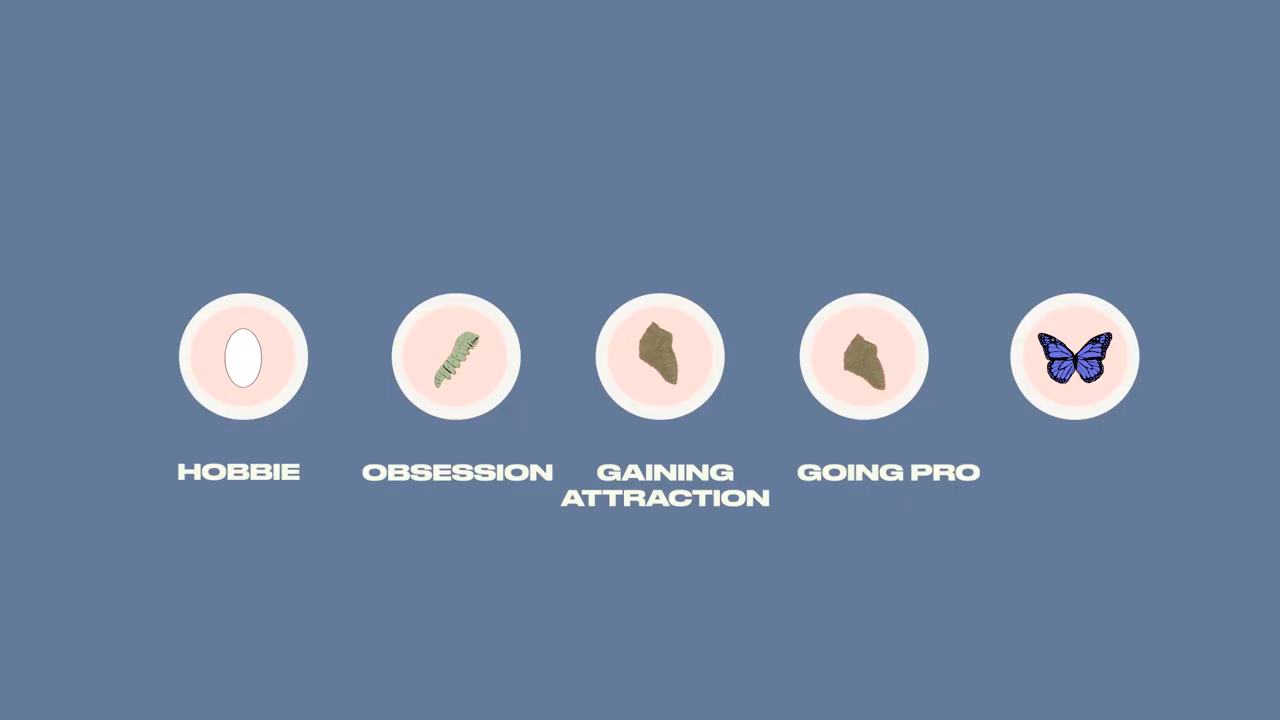 HOBBIE
OBSESSION
GAINING
ATTRACTION
GOING PRO